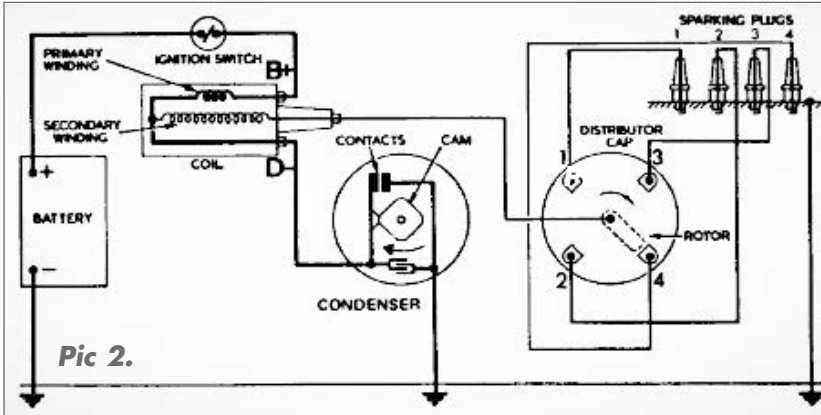 SPARKING PLUGS
1 2 3 4
IGNITION SWITCH
PRIMARY
WINDING
SECONDARY
WINDING
COIL
CONTACTS
CAM
DISTRIBUTOR
CAP
1
3
+
BATTERY
-
ROTOR
2
4
CONDENSER
Pic 2.